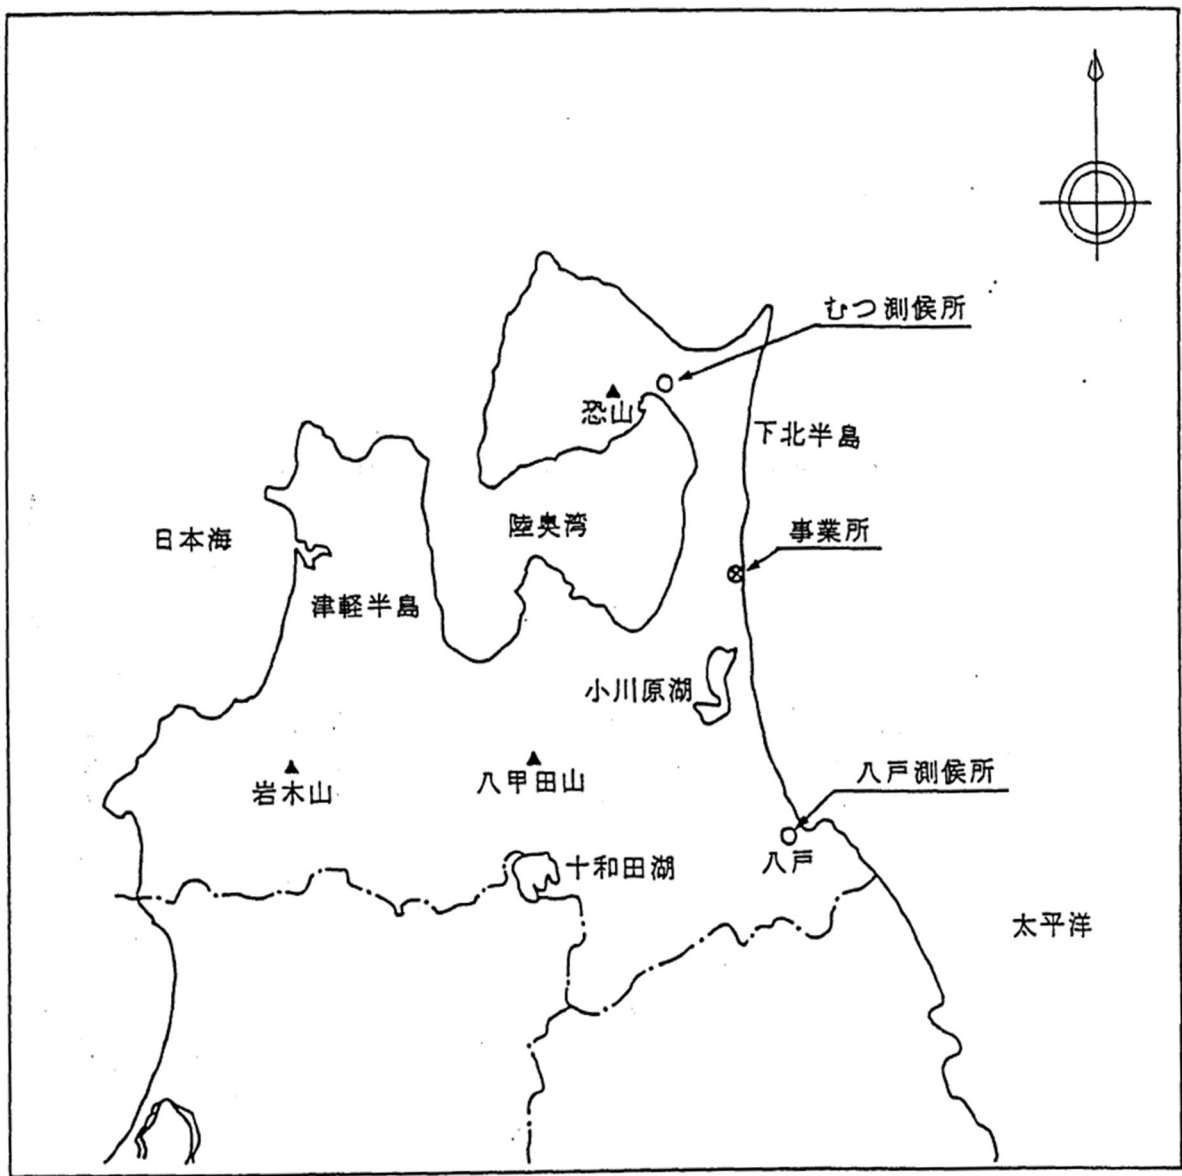 むつ測候所
恐山
下北半島
日本海
陸奥湾
事業所
津軽半島
小川原湖
岩木山
八甲田山
八戸測候所
十和田湖
八戸
太平洋